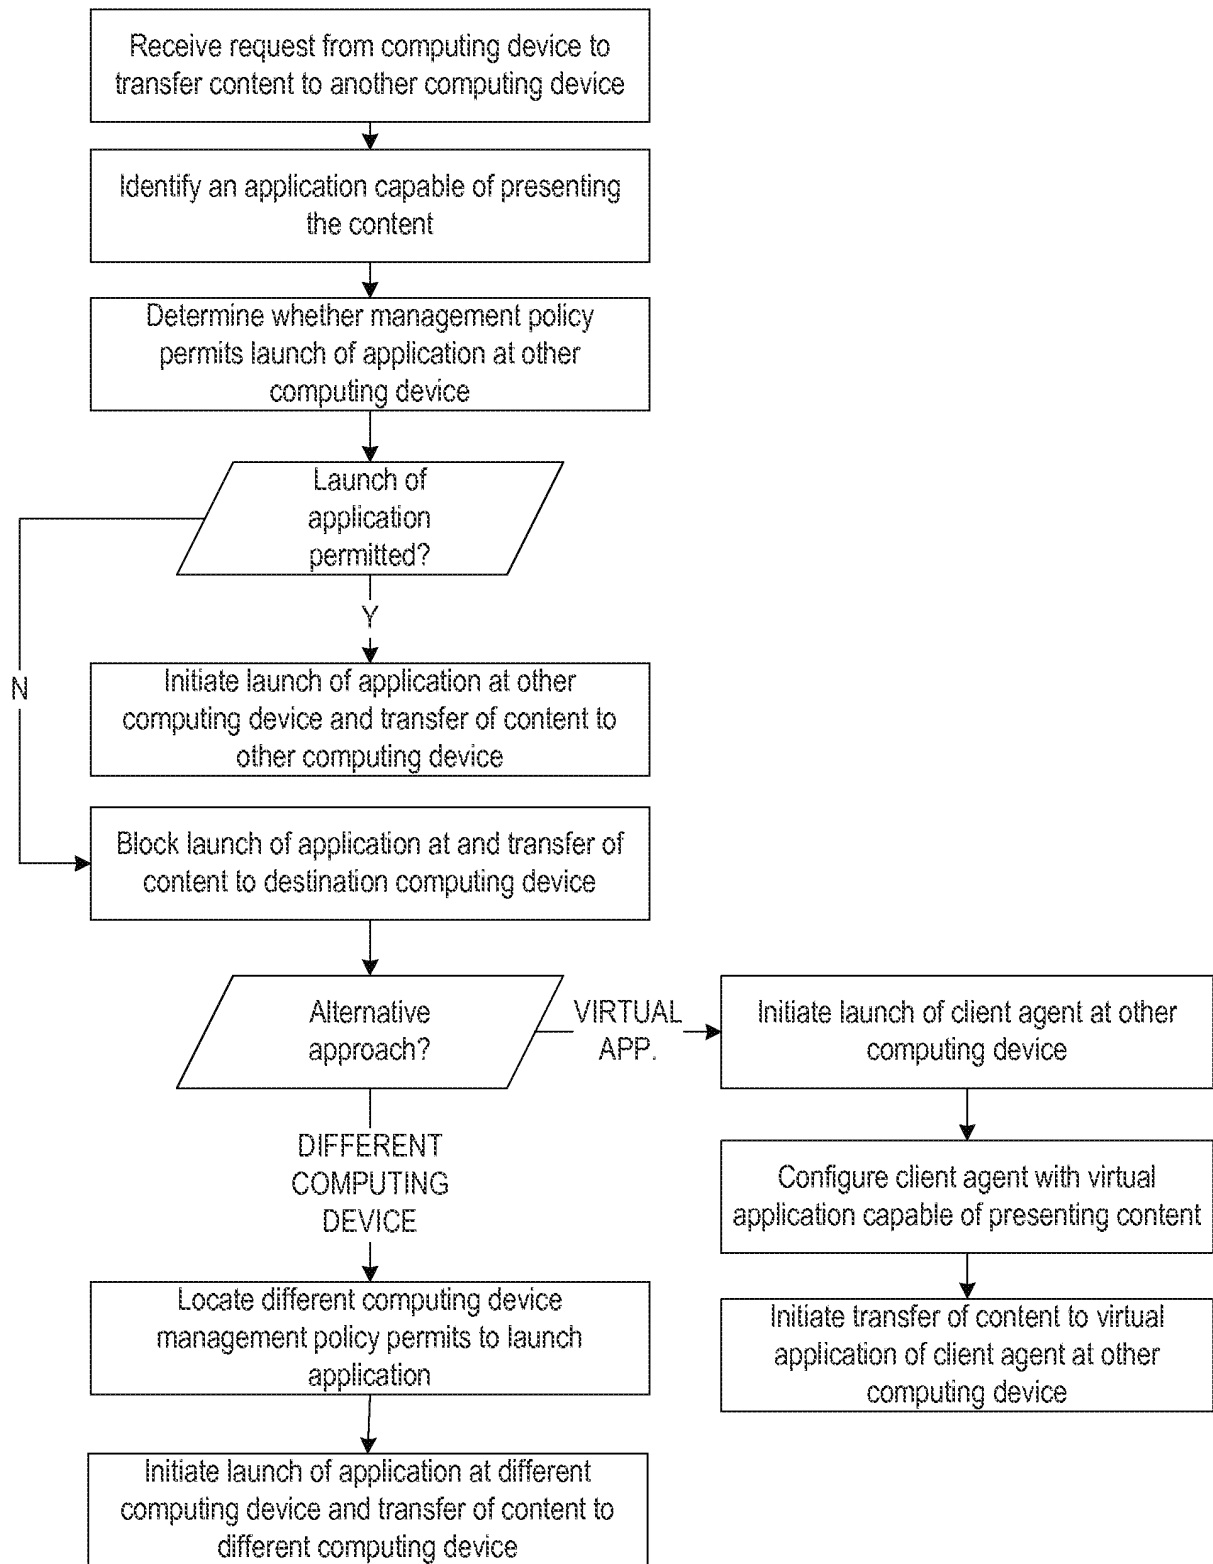 Receive request from computing device to
transfer content to another computing device
Identify an application capable of presenting
the content
Determine whether management policy
permits launch of application at other
computing device
Launch of
application
permitted?
Y
N
Initiate launch of application at other
computing device and transfer of content to
other computing device
Block launch of application at and transfer of
content to destination computing device
Alternative
approach?
VIRTUAL
APP.
Initiate launch of client agent at other
computing device
Configure client agent with virtual
application capable of presenting content
Initiate transfer of content to virtual
application of client agent at other
computing device
DIFFERENT
COMPUTING
DEVICE
Locate different computing device
management policy permits to launch
application
Initiate launch of application at different
computing device and transfer of content to
different computing device